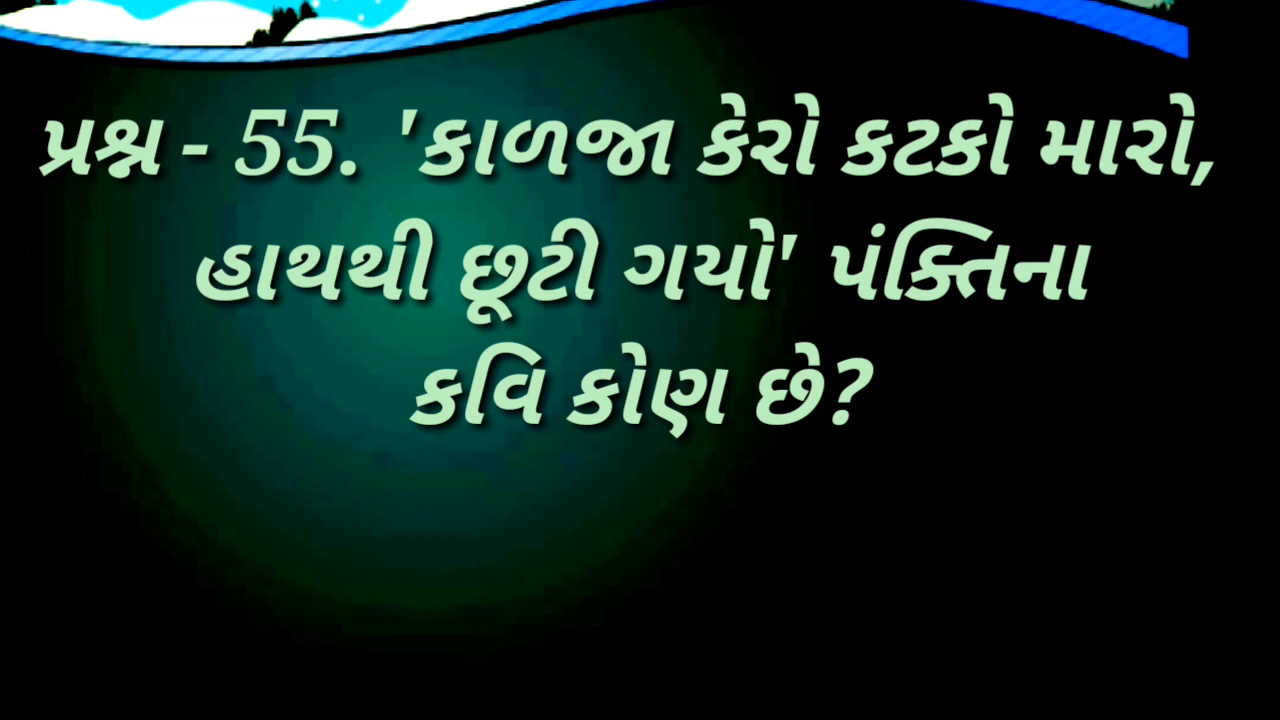 પ્રશ્ન - 55. 'કાળજા કેરો કટકો મારો,
હાથથી છૂટી ગયો' પંક્તિના
કવિ કોણ છે?